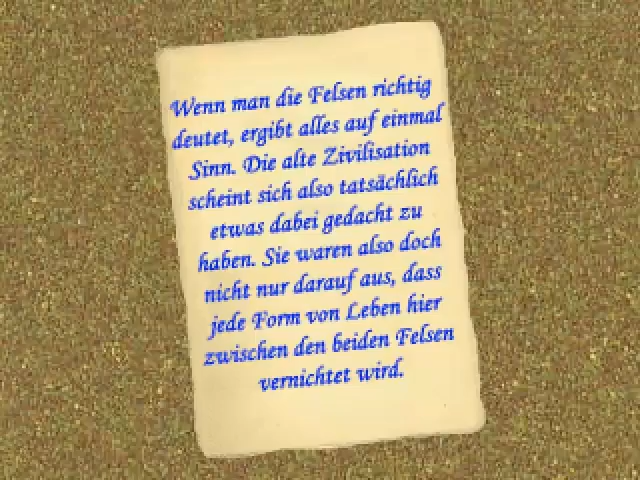 Wenn man die Felsen richtig
deutet, ergibt alles auf einmal
Sinn. Die alte Zivilisation
scheint sich also tatsächlich
etwas dabei gedacht zu
haben. Sie waren also doch
nicht nur darauf aus, dass
jede Form von Leben hier
zwischen den beiden Felsen
vernichtet wird.